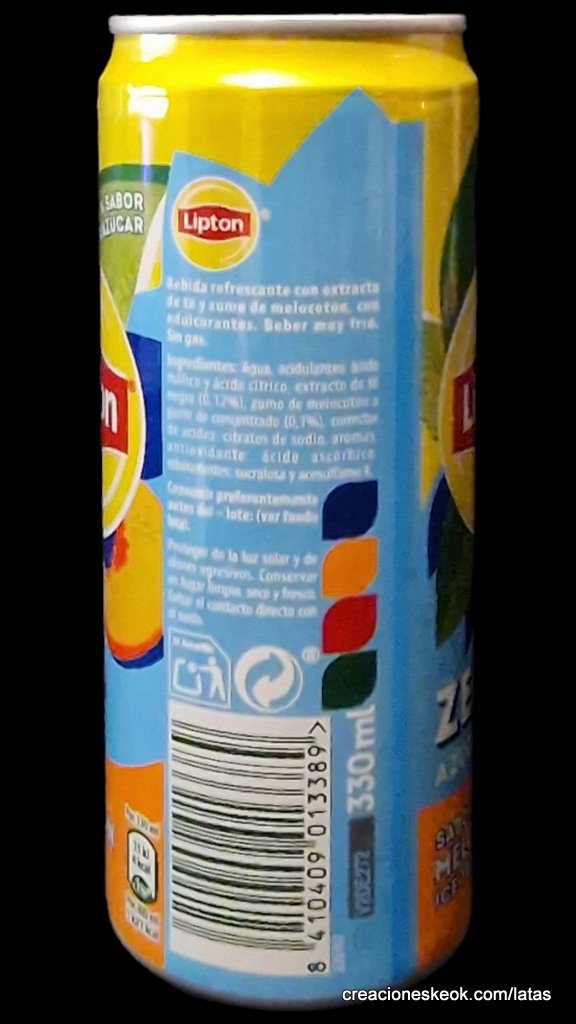 SABOR
AZÚCAR
Lipton
Bebida refrescante con extracto
de té y zumo de melocotón, con
edulcorantes. Beber muy frío.
Sin gas.
Ingredientes: Agua, acidulantes: ácido
málico y ácido cítrico, extracto de té
negro (0,12%), zumo de melocotón a
partir de concentrado (0,1%), corrector
de acidez: citratos de sodio, aromas,
antioxidante: ácido ascórbico,
edulcorantes: sucralosa y acesulfamo K.
Consumir preferentemente
antes del - lote: (ver fondo
lata).
Proteger de la luz solar y de
olores agresivos. Conservar
en lugar limpio, seco y fresco.
Evitar el contacto directo con
el suelo.
®
330 ml
8 410409 013389 >
creacioneskeok.com/latas